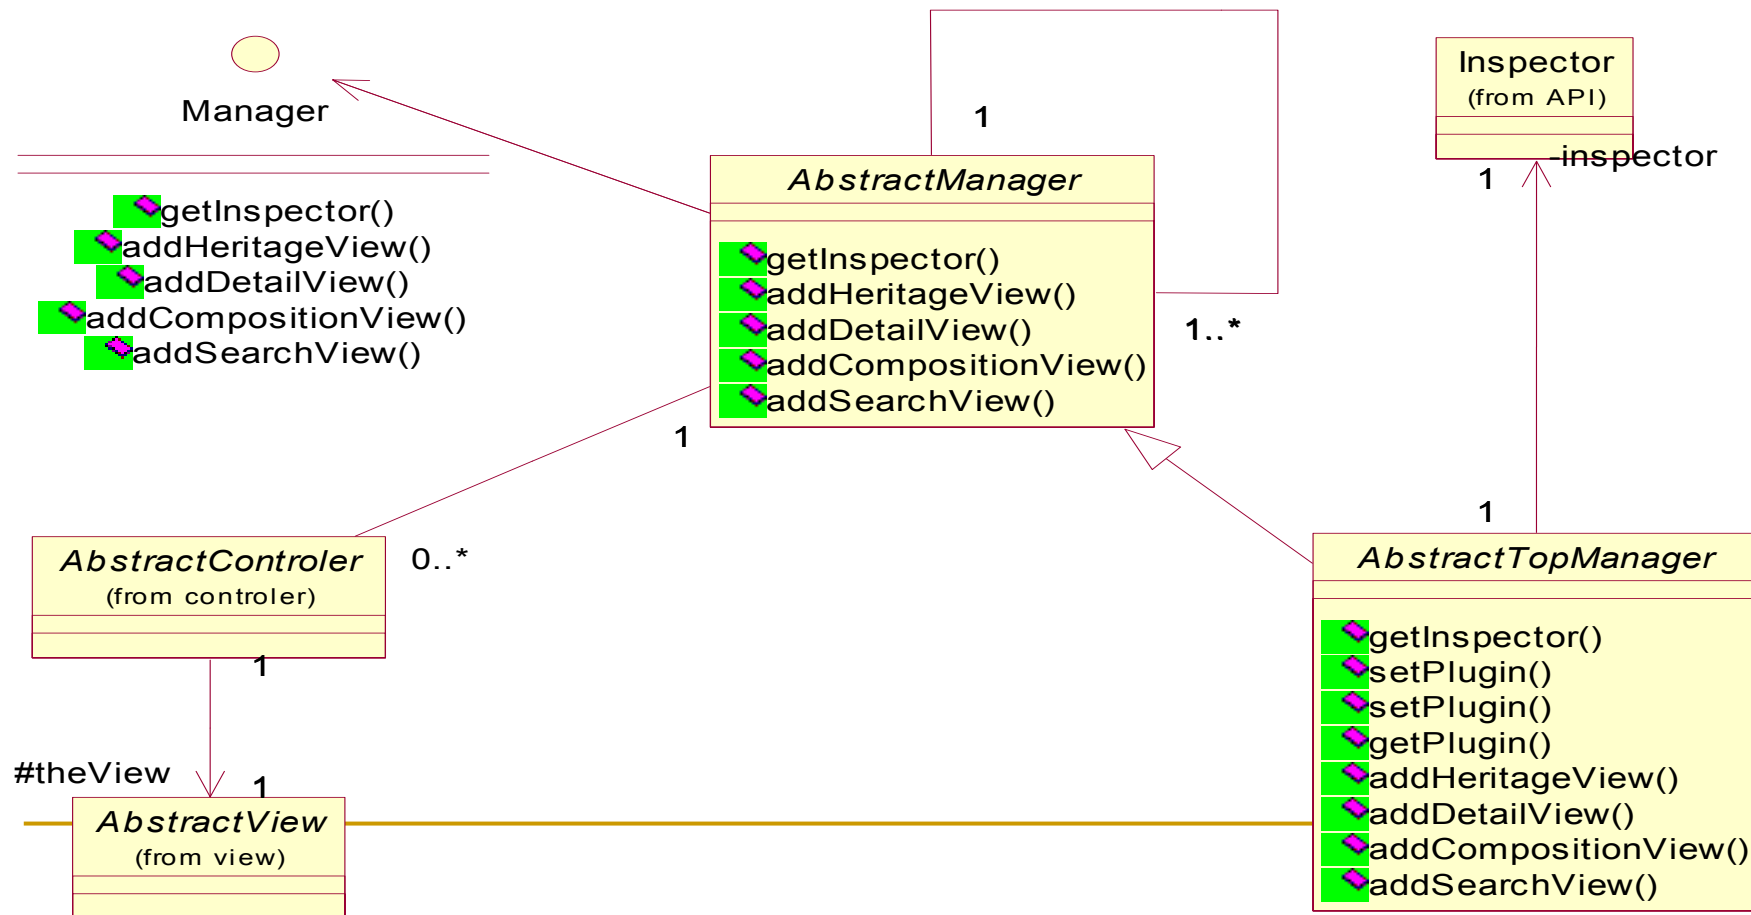 Manager
getInspector()
addHeritageView()
addDetailView()
addCompositionView()
addSearchView()
1
AbstractManager
getInspector()
addHeritageView()
addDetailView()
addCompositionView()
addSearchView()
1..*
1
Inspector
(from API)
-inspector
1
AbstractControler
(from controler)
0..*
1
#theView
1
AbstractView
(from view)
1
AbstractTopManager
getInspector()
setPlugin()
setPlugin()
getPlugin()
addHeritageView()
addDetailView()
addCompositionView()
addSearchView()